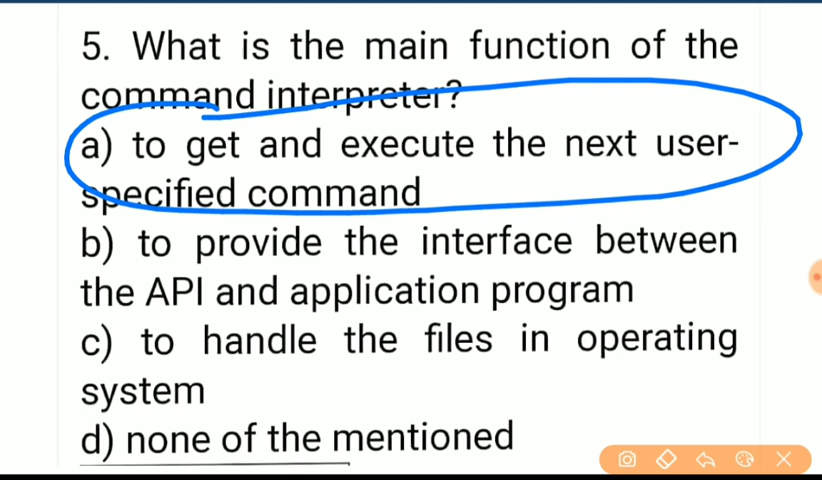 5. What is the main function of the
command interpreter?
a) to get and execute the next user-
specified command
b) to provide the interface between
the API and application program
c) to handle the files in operating
system
d) none of the mentioned